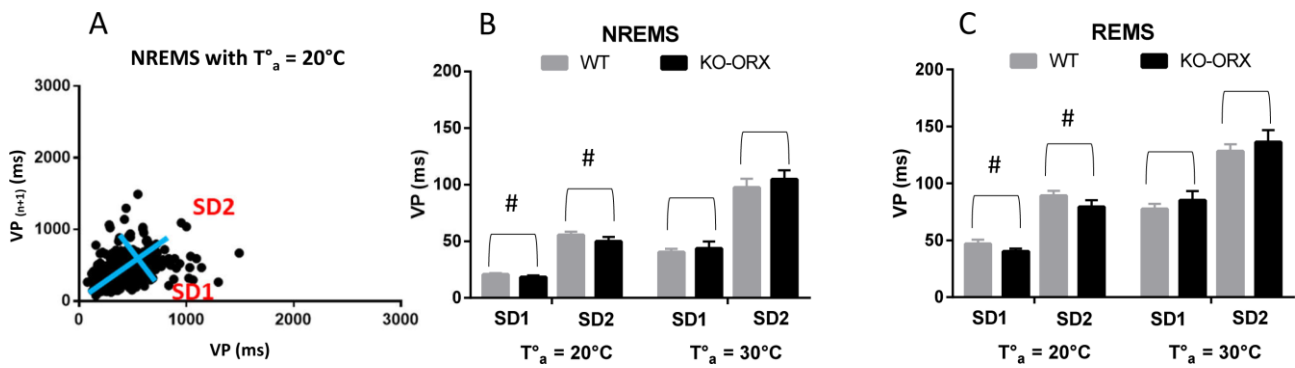 A
NREMS with T°a = 20°C
3000
2000
1000
0
VP (n+1) (ms)
SD2
SD1
0 1000 2000 3000
VP (ms)
B
NREMS
WT KO-ORX
200
150
100
50
0
VP (ms)
#
#
SD1 SD2 SD1 SD2
T°a = 20°C T°a = 30°C
C
REMS
WT KO-ORX
200
150
100
50
0
VP (ms)
#
#
SD1 SD2 SD1 SD2
T°a = 20°C T°a = 30°C